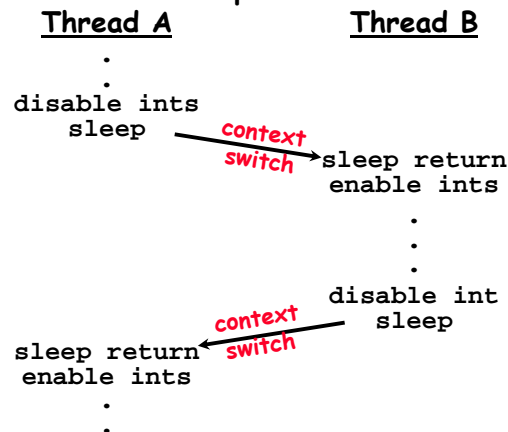 Thread A
Thread B
.
.
disable ints
sleep
context
switch
sleep return
enable ints
.
.
.
disable int
sleep
context
switch
sleep return
enable ints
.
.